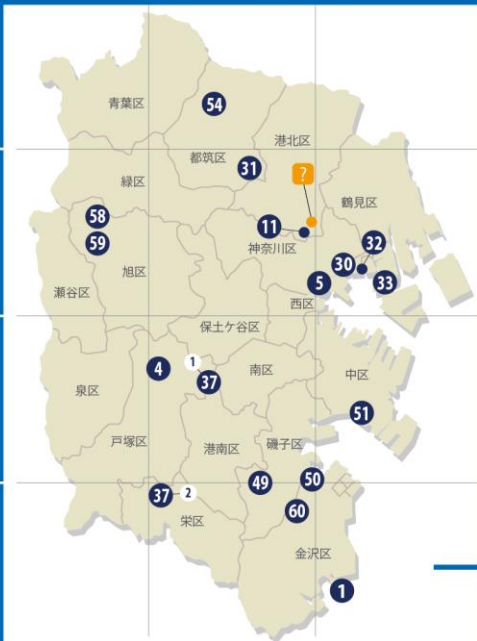 青葉区
54
港北区
都筑区
31
緑区
?
鶴見区
58
11
32
神奈川区
59
30
旭区
5
33
瀬谷区
西区
保土ケ谷区
1
4
南区
中区
37
泉区
51
戸塚区
港南区
磯子区
50
49
37
2
60
栄区
金沢区
1